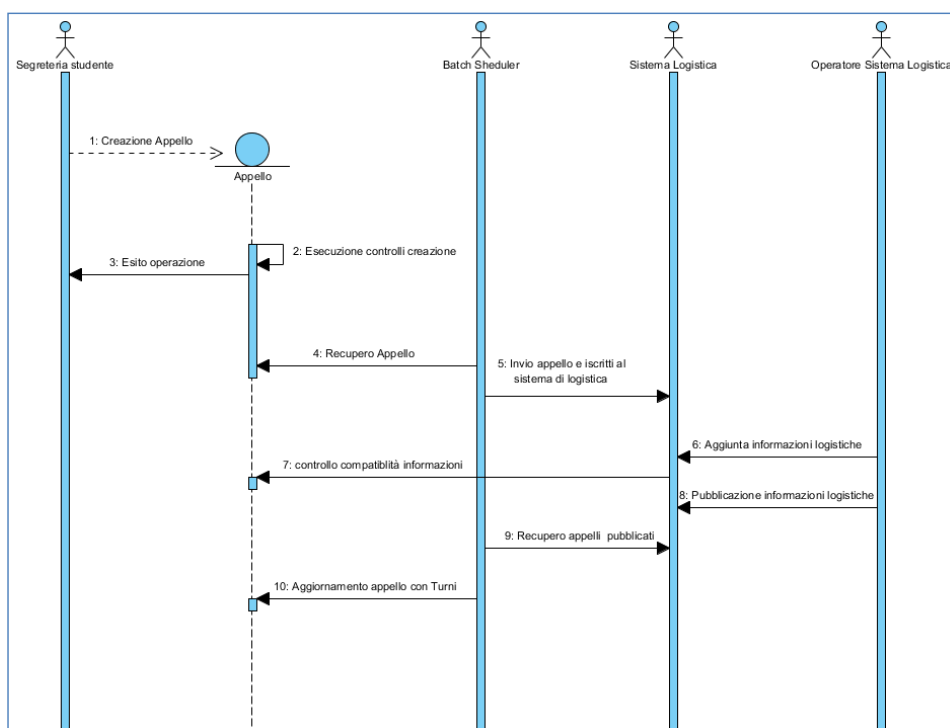 Segreteria studente
Batch Sheduler
Sistema Logistica
Operatore Sistema Logistica
1: Creazione Appello
Appello
2: Esecuzione controlli creazione
3: Esito operazione
4: Recupero Appello
5: Invio appello e iscritti al
sistema di logistica
6: Aggiunta informazioni logistiche
7: controllo compatiblità informazioni
8: Pubblicazione informazioni logistiche
9: Recupero appelli pubblicati
10: Aggiornamento appello con Turni